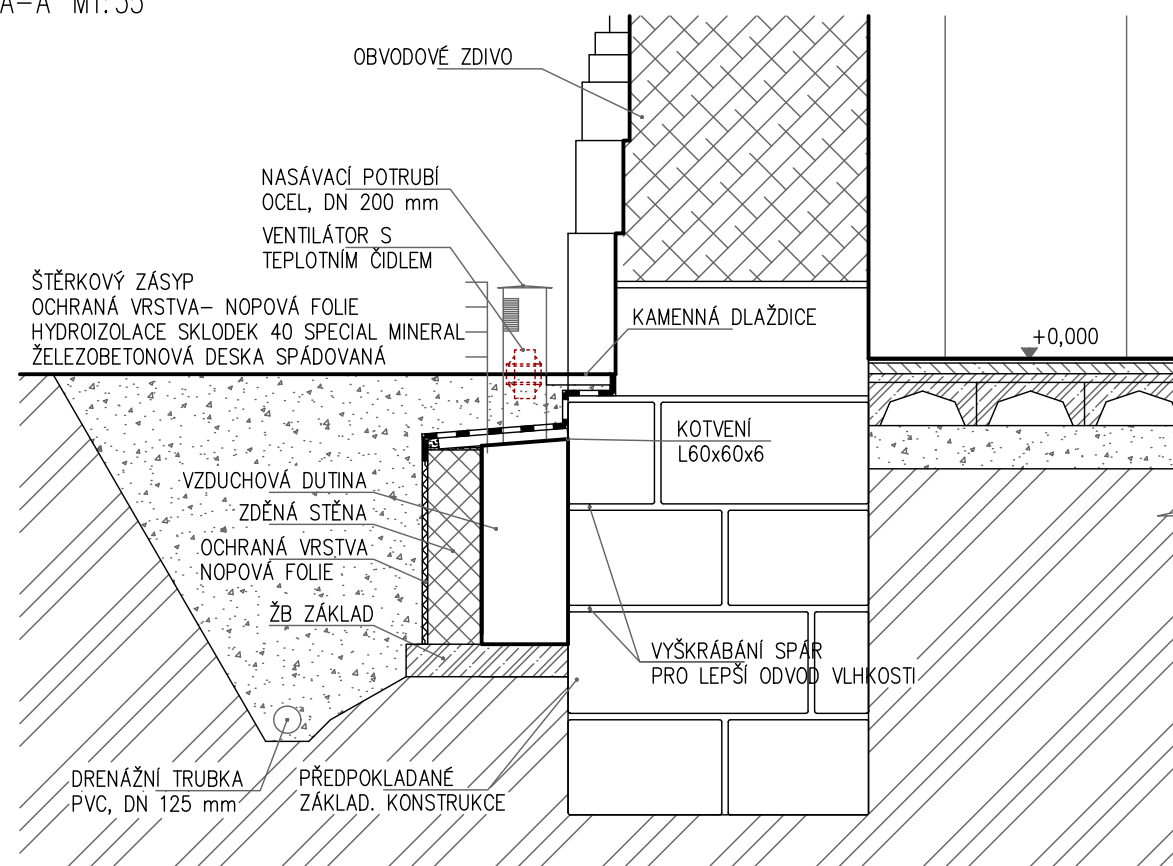 A-A M1:35
OBVODOVÉ ZDIVO
NASÁVACÍ POTRUBÍ
OCEL, DN 200 mm
VENTILÁTOR S
TEPLOTNÍM ČIDLEM
ŠTĚRKOVÝ ZÁSYP
OCHRANÁ VRSTVA– NOPOVÁ FOLIE
HYDROIZOLACE SKLODEK 40 SPECIAL MINERAL
ŽELEZOBETONOVÁ DESKA SPÁDOVANÁ
KAMENNÁ DLAŽDICE
+0,000
KOTVENÍ
L60x60x6
VZDUCHOVÁ DUTINA
ZDĚNÁ STĚNA
OCHRANÁ VRSTVA
NOPOVÁ FOLIE
ŽB ZÁKLAD
VYŠKRÁBÁNÍ SPÁR
PRO LEPŠÍ ODVOD VLHKOSTI
DRENÁŽNÍ TRUBKA
PVC, DN 125 mm
PŘEDPOKLADANÉ
ZÁKLAD. KONSTRUKCE